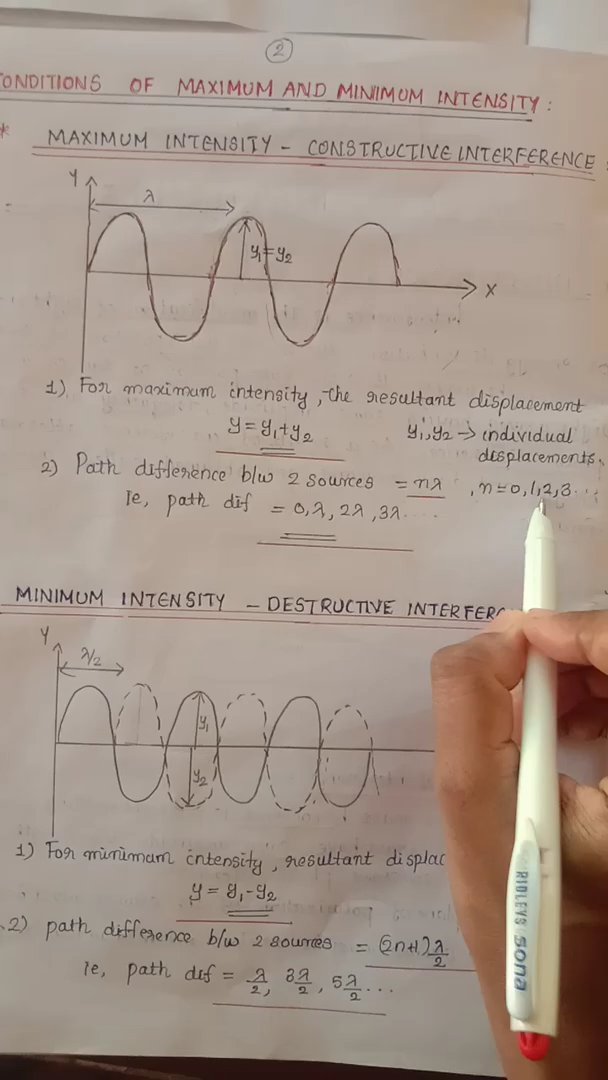 2
CONDITIONS OF MAXIMUM AND MINIMUM INTENSITY:
* MAXIMUM INTENSITY - CONSTRUCTIVE INTERFERENCE:
Y
λ
y₁=y₂
X
1) For maximum intensity, the resultant displacement
y = y₁+y₂ y₁,y₂ → individual
displacements.
2) Path difference b/w 2 sources = nλ , n=0,1,2,3...
Ie, path dif = 0,λ,2λ,3λ....
MINIMUM INTENSITY - DESTRUCTIVE
Y
λ/2
y₁
y₂
1) For minimum intensity, resultant displac
y = y₁-y₂
2) path difference b/w 2 sources = (2n+1)λ/2
Ie, path dif = λ/2, 3λ/2, 5λ/2...
RIDLEYS
sona